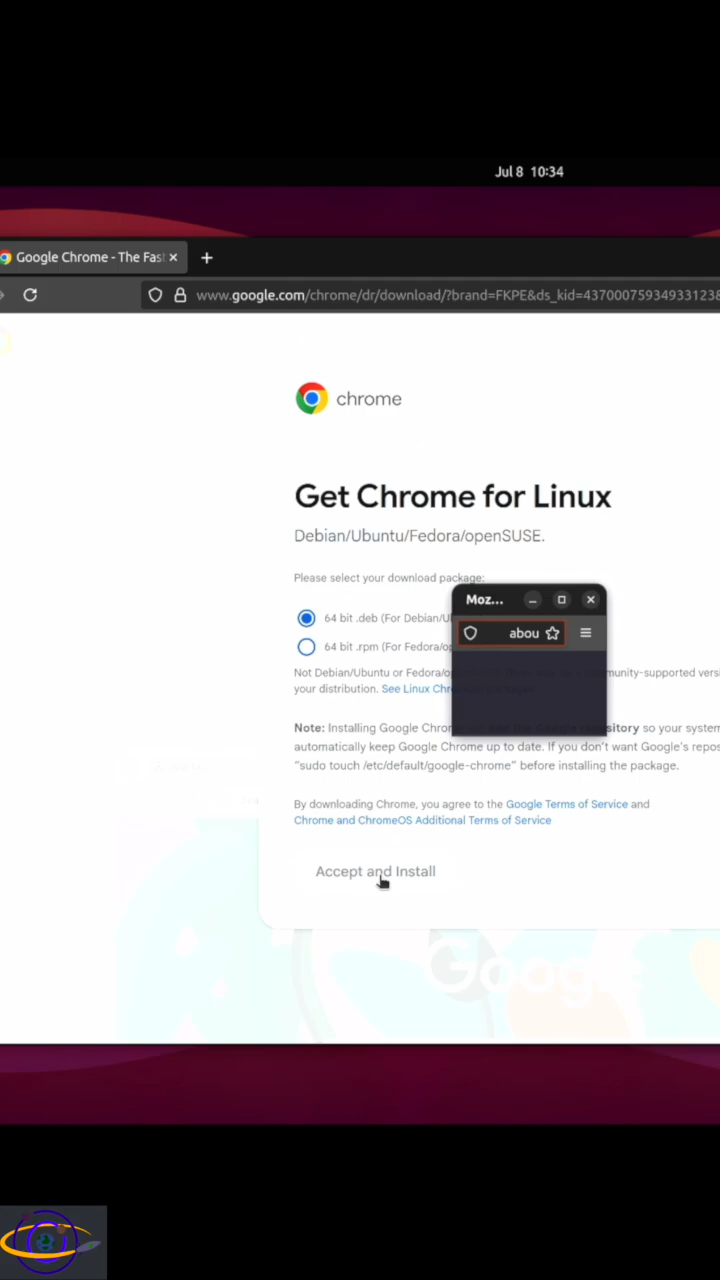 Jul 8 10:34
Google Chrome - The Fast
www.google.com/chrome/dr/download/?brand=FKPE&ds_kid=437000759349331238
chrome
Get Chrome for Linux
Debian/Ubuntu/Fedora/openSUSE.
Please select your download package:
Moz...
64 bit .deb (For Debian/U
abou
64 bit .rpm (For Fedora/op
Not Debian/Ubuntu or Fedora/o munity-supported versi
your distribution. See Linux Chr
Note: Installing Google Chro sitory so your system
automatically keep Google Chrome up to date. If you don't want Google's repos
"sudo touch /etc/default/google-chrome" before installing the package.
By downloading Chrome, you agree to the Google Terms of Service and
Chrome and ChromeOS Additional Terms of Service
Accept and Install
Google